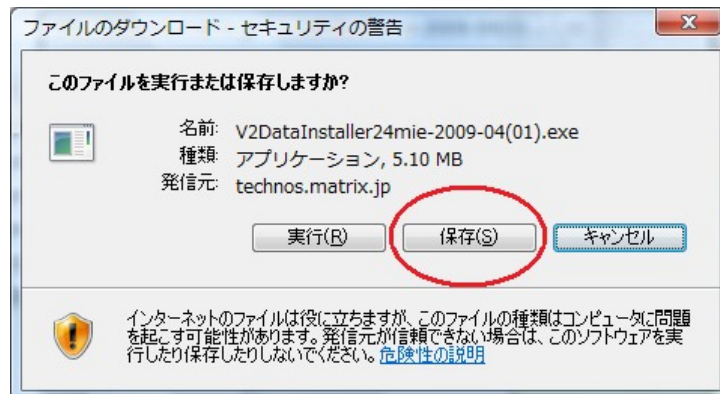 ファイルのダウンロード - セキュリティの警告
このファイルを実行または保存しますか?
名前: V2DataInstaller24mie-2009-04(01).exe
種類: アプリケーション, 5.10 MB
発信元: technos.matrix.jp
実行(R) 保存(S) キャンセル
インターネットのファイルは役に立ちますが、このファイルの種類はコンピュータに問題
を起こす可能性があります。発信元が信頼できない場合は、このソフトウェアを実
行したり保存したりしないでください。危険性の説明